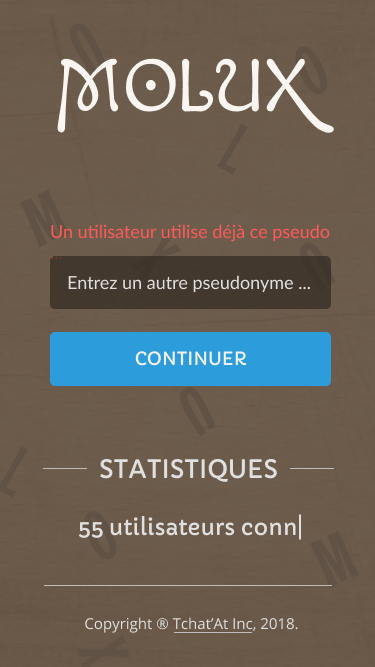 MOLUX
Un utilisateur utilise déjà ce pseudo
...
Entrez un autre pseudonyme ...
CONTINUER
STATISTIQUES
55 utilisateurs conn
Copyright ® Tchat'At Inc, 2018.